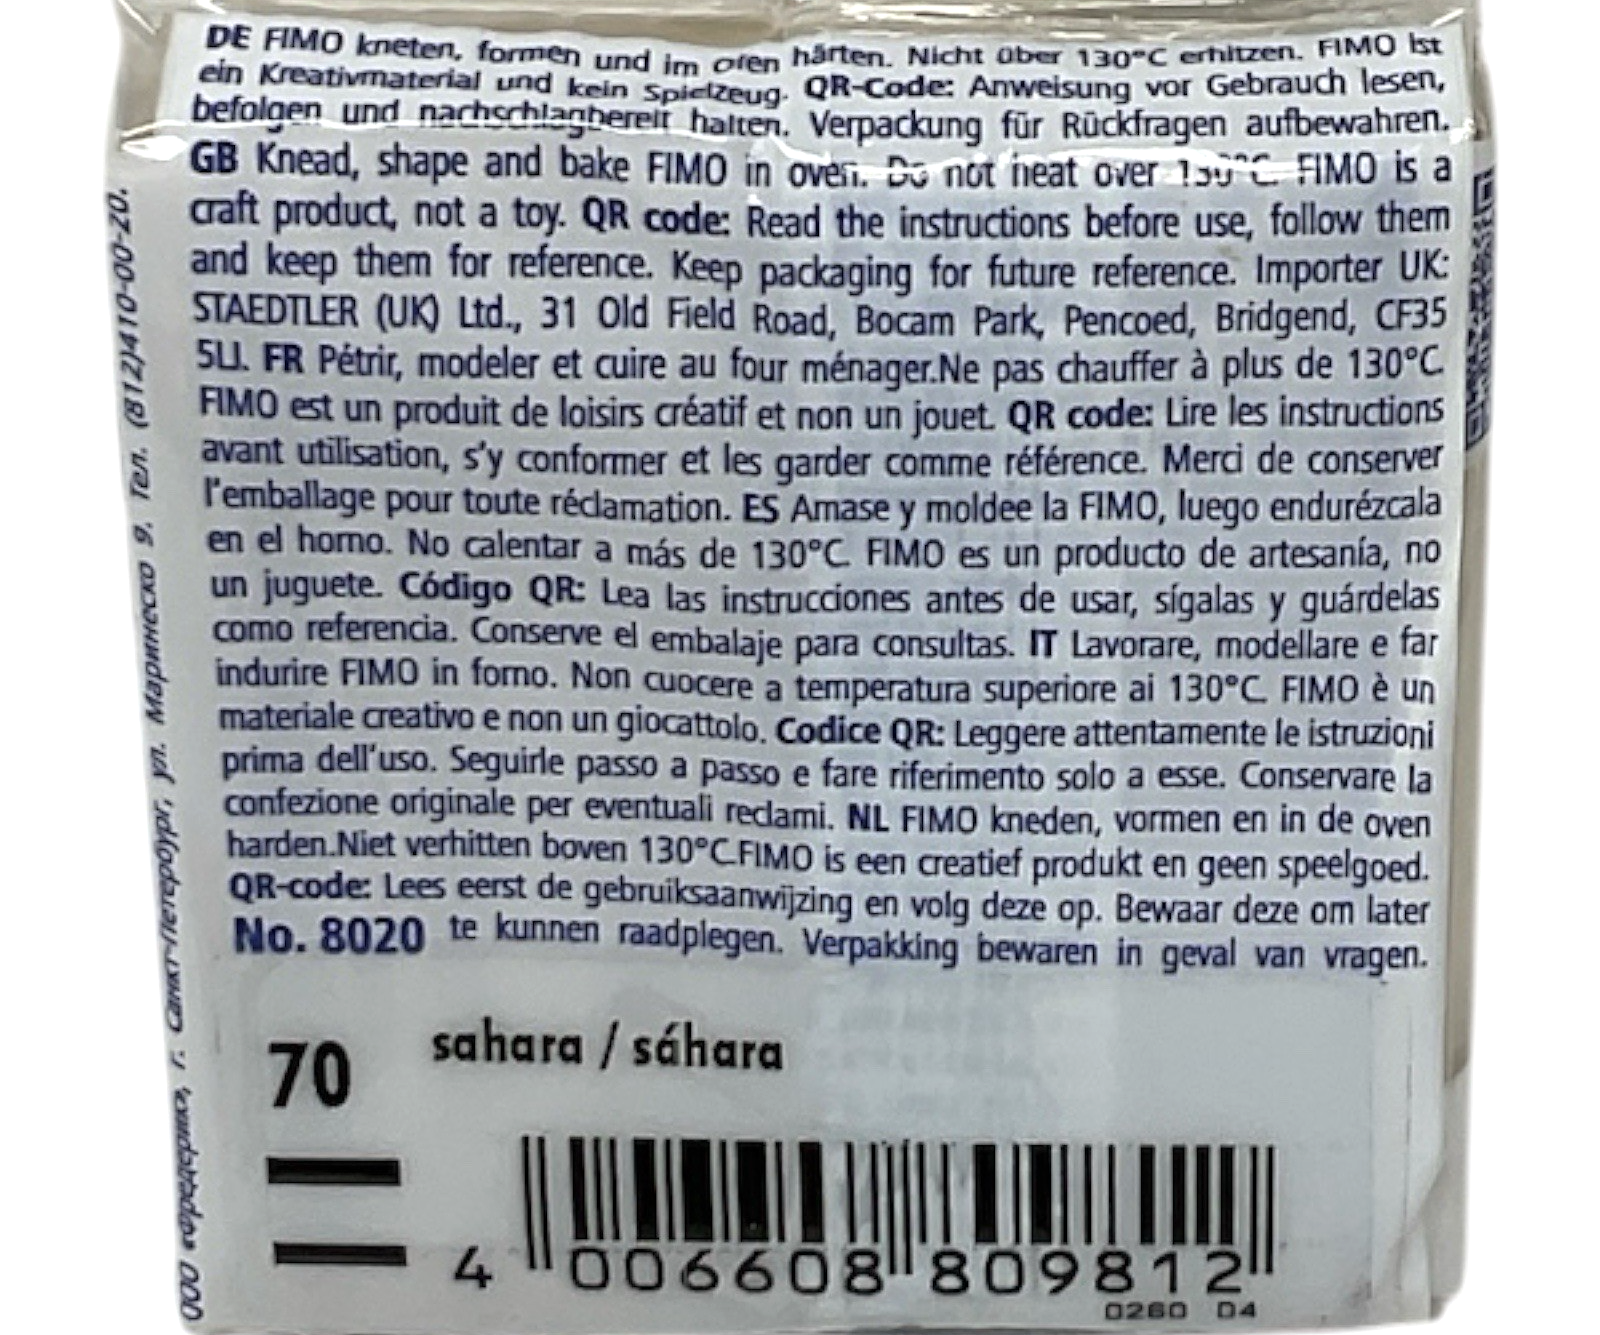 DE FIMO kneten, formen und im ofen härten. Nicht über 130°C erhitzen. FIMO ist
ein Kreativmaterial und kein Spielzeug. QR-Code: Anweisung vor Gebrauch lesen,
befolgen und nachschlagbereit halten. Verpackung für Rückfragen aufbewahren.
GB Knead, shape and bake FIMO in oven. Do not heat over 130°C. FIMO is a
craft product, not a toy. QR code: Read the instructions before use, follow them
and keep them for reference. Keep packaging for future reference. Importer UK:
STAEDTLER (UK) Ltd., 31 Old Field Road, Bocam Park, Pencoed, Bridgend, CF35
5LJ. FR Pétrir, modeler et cuire au four ménager.Ne pas chauffer à plus de 130°C.
FIMO est un produit de loisirs créatif et non un jouet. QR code: Lire les instructions
avant utilisation, s'y conformer et les garder comme référence. Merci de conserver
l'emballage pour toute réclamation. ES Amase y moldee la FIMO, luego endurézcala
en el horno. No calentar a más de 130°C. FIMO es un producto de artesanía, no
un juguete. Código QR: Lea las instrucciones antes de usar, sígalas y guárdelas
como referencia. Conserve el embalaje para consultas. IT Lavorare, modellare e far
indurire FIMO in forno. Non cuocere a temperatura superiore ai 130°C. FIMO è un
materiale creativo e non un giocattolo. Codice QR: Leggere attentamente le istruzioni
prima dell'uso. Seguirle passo a passo e fare riferimento solo a esse. Conservare la
confezione originale per eventuali reclami. NL FIMO kneden, vormen en in de oven
harden.Niet verhitten boven 130°C.FIMO is een creatief produkt en geen speelgoed.
QR-code: Lees eerst de gebruiksaanwijzing en volg deze op. Bewaar deze om later
No. 8020 te kunnen raadplegen. Verpakking bewaren in geval van vragen.
70 sahara / sáhara
4 006608 809812
0260 04
ООО «Фредерик», г. Санкт-Петербург, ул. Маринеско 9. Тел. (812)410-00-20.